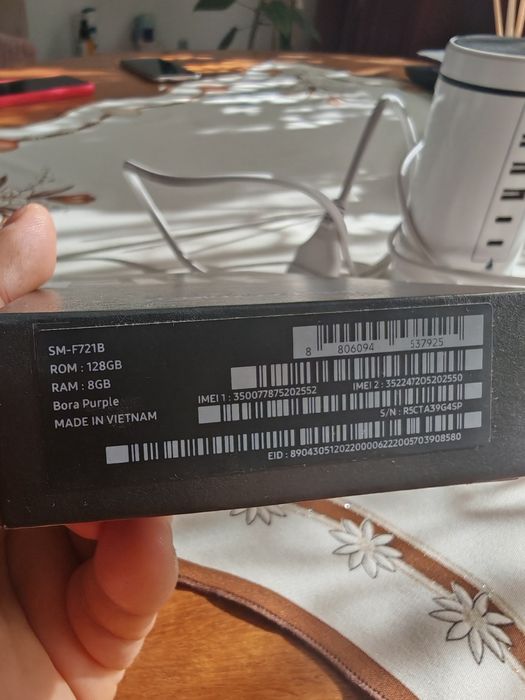 SM-F721B
ROM : 128GB
RAM : 8GB
Bora Purple
MADE IN VIETNAM
8 806094 537925
IMEI 1 : 350077875202552
IMEI 2 : 352247205202550
S/N : R5CTA39G4SP
EID : 89043051202200006222005703908580